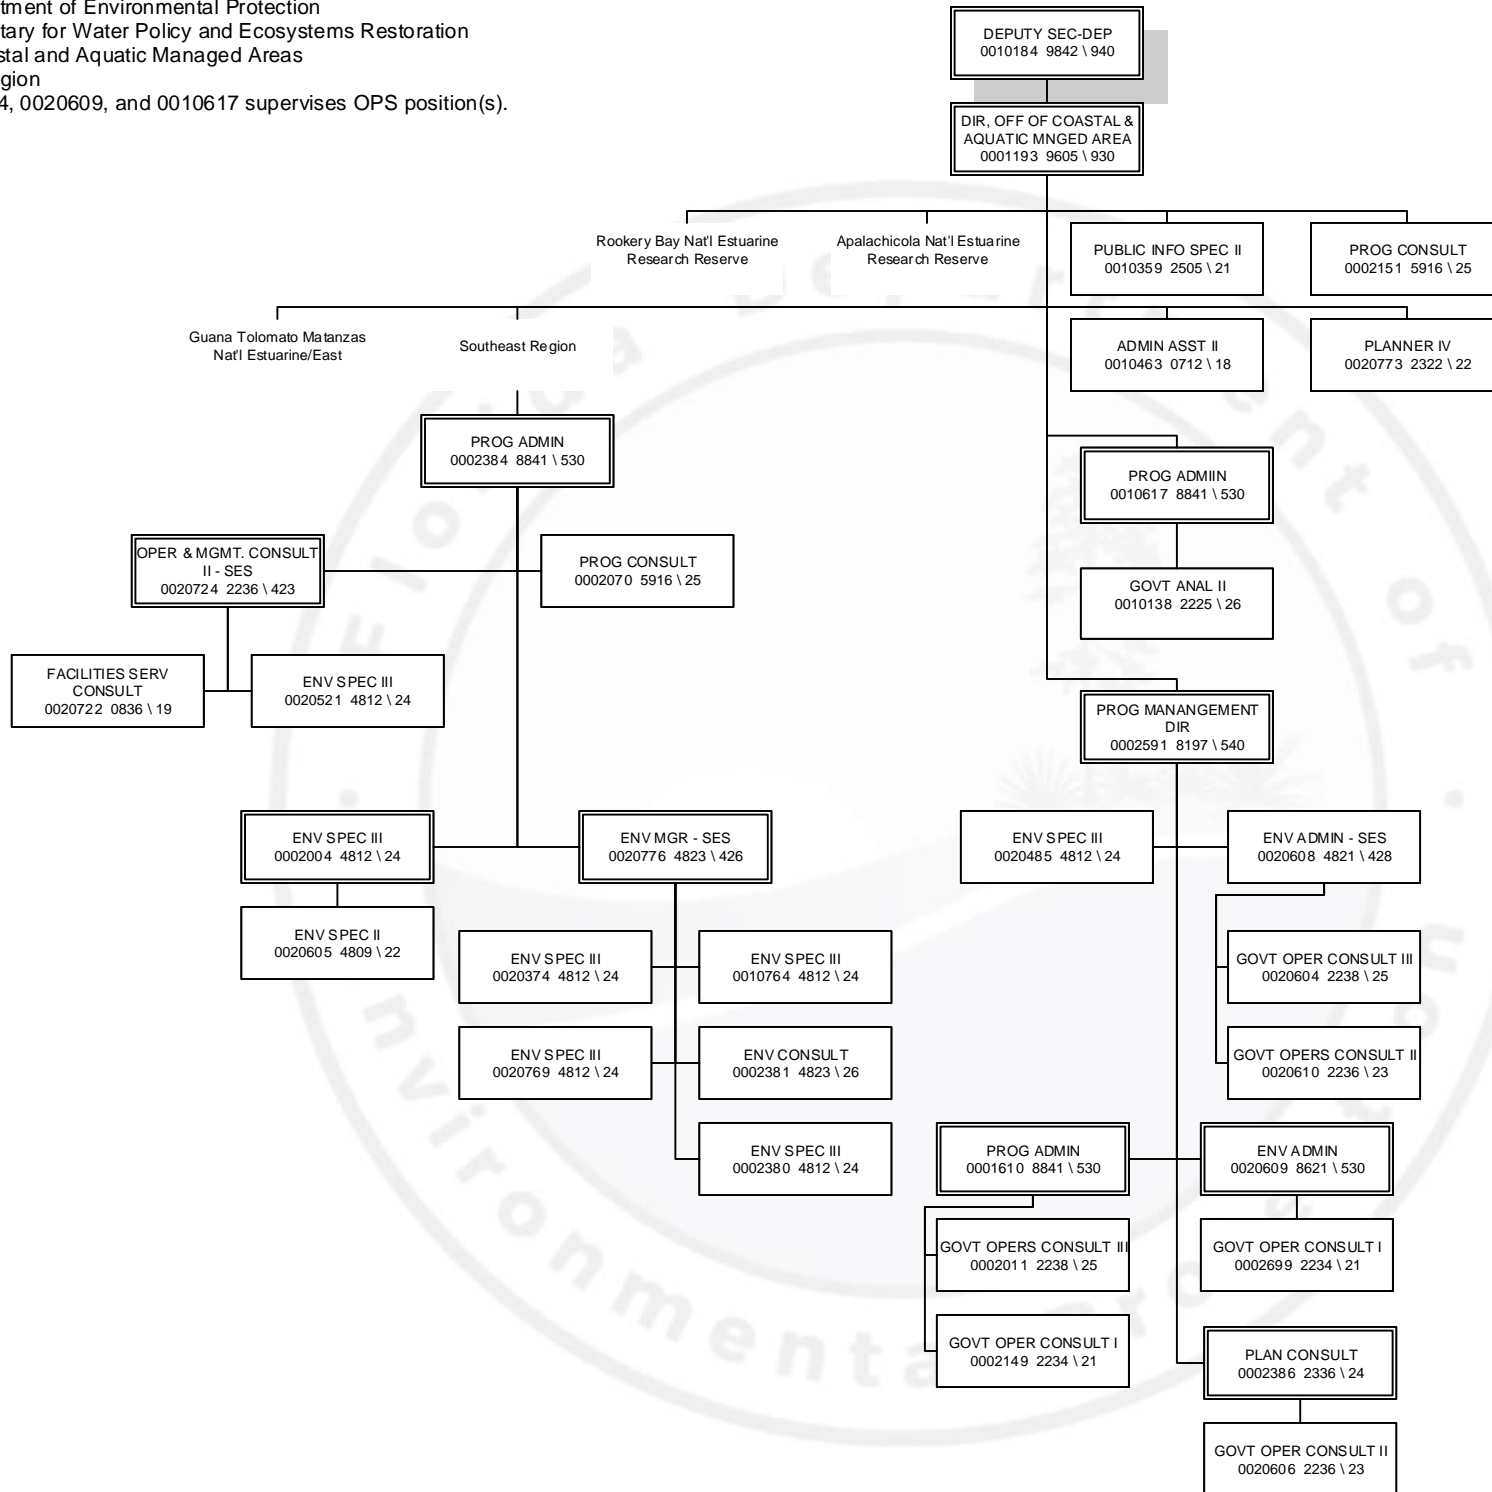 tment of Environmental Protection
tary for Water Policy and Ecosystems Restoration
stal and Aquatic Managed Areas
gion
4, 0020609, and 0010617 supervises OPS position(s).
DEPUTY SEC-DEP
0010184 9842 \ 940
DIR, OFF OF COASTAL &
AQUATIC MNGED AREA
0001193 9605 \ 930
Rookery Bay Nat'l Estuarine
Research Reserve
Apalachicola Nat'l Estuarine
Research Reserve
PUBLIC INFO SPEC II
0010359 2505 \ 21
PROG CONSULT
0002151 5916 \ 25
Guana Tolomato Matanzas
Nat'l Estuarine/East
Southeast Region
ADMIN ASST II
0010463 0712 \ 18
PLANNER IV
0020773 2322 \ 22
PROG ADMIN
0002384 8841 \ 530
PROG ADMIIN
0010617 8841 \ 530
OPER & MGMT. CONSULT
II - SES
0020724 2236 \ 423
PROG CONSULT
0002070 5916 \ 25
GOVT ANAL II
0010138 2225 \ 26
FACILITIES SERV
CONSULT
0020722 0836 \ 19
ENV SPEC III
0020521 4812 \ 24
PROG MANANGEMENT
DIR
0002591 8197 \ 540
ENV SPEC III
0002004 4812 \ 24
ENV MGR - SES
0020776 4823 \ 426
ENV SPEC III
0020485 4812 \ 24
ENV ADMIN - SES
0020608 4821 \ 428
ENV SPEC II
0020605 4809 \ 22
ENV SPEC III
0020374 4812 \ 24
ENV SPEC III
0010764 4812 \ 24
GOVT OPER CONSULT III
0020604 2238 \ 25
ENV SPEC III
0020769 4812 \ 24
ENV CONSULT
0002381 4823 \ 26
GOVT OPERS CONSULT II
0020610 2236 \ 23
ENV SPEC III
0002380 4812 \ 24
PROG ADMIN
0001610 8841 \ 530
ENV ADMIN
0020609 8621 \ 530
GOVT OPERS CONSULT III
0002011 2238 \ 25
GOVT OPER CONSULT I
0002699 2234 \ 21
GOVT OPER CONSULT I
0002149 2234 \ 21
PLAN CONSULT
0002386 2336 \ 24
GOVT OPER CONSULT II
0020606 2236 \ 23